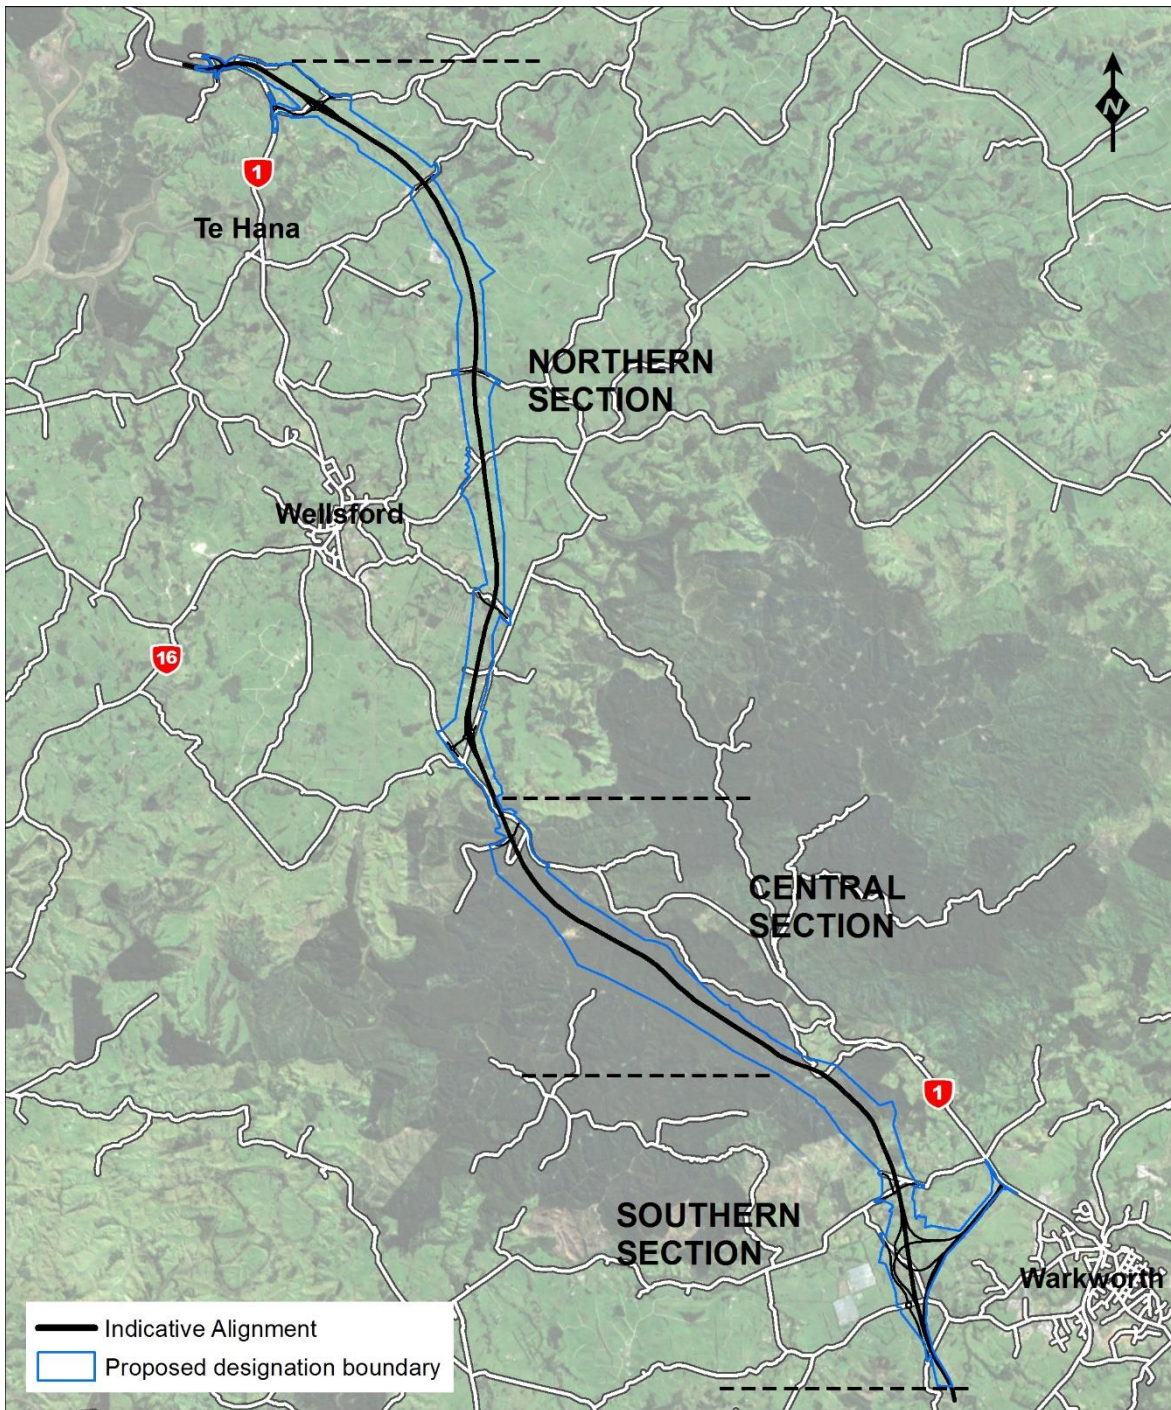 N
1
Te Hana
NORTHERN
SECTION
Wellsford
16
CENTRAL
SECTION
1
SOUTHERN
SECTION
Warkworth
Indicative Alignment
Proposed designation boundary